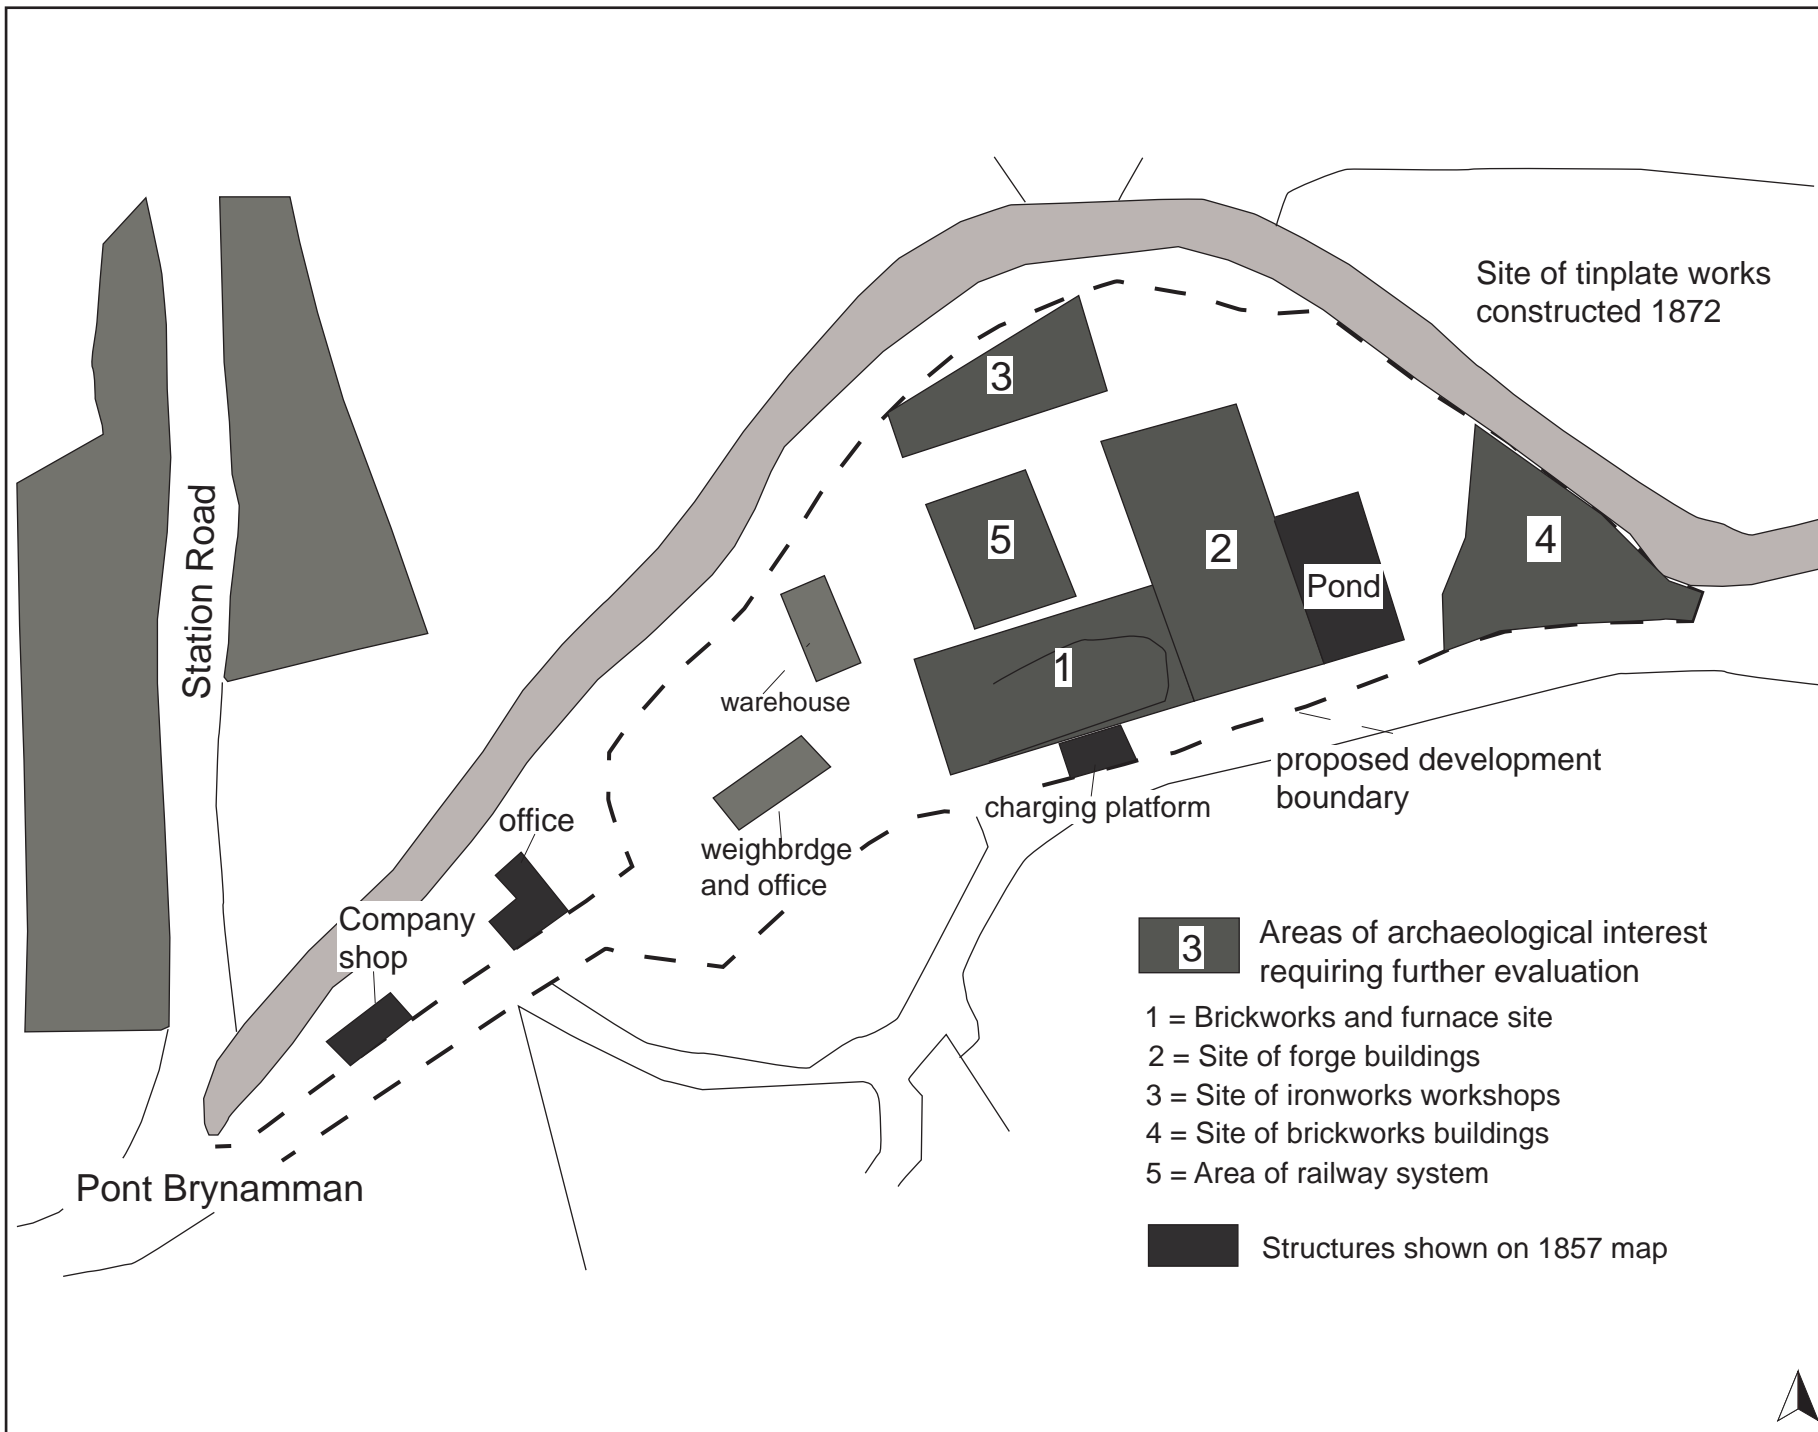 Site of tinplate works
constructed 1872
3
5
2
4
Pond
Station Road
1
warehouse
proposed development
boundary
charging platform
office
weighbrdge
and office
Company
shop
3
Areas of archaeological interest
requiring further evaluation
1 = Brickworks and furnace site
2 = Site of forge buildings
3 = Site of ironworks workshops
4 = Site of brickworks buildings
5 = Area of railway system
Pont Brynamman
Structures shown on 1857 map